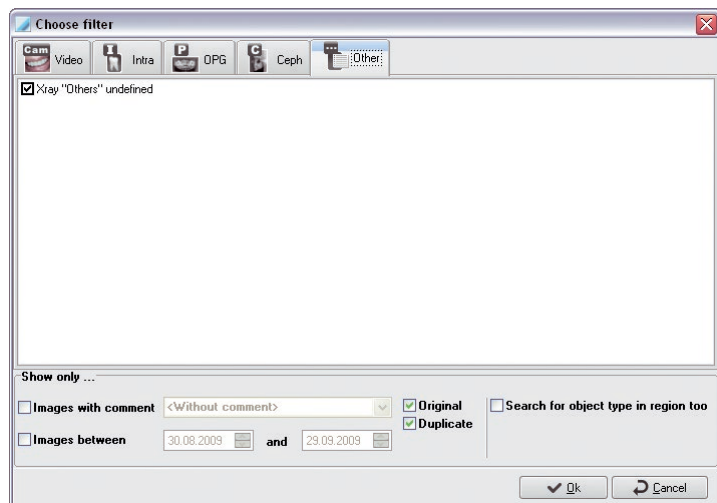 Choose filter
Cam Video I Intra P OPG C Ceph ... Other
Xray "Others" undefined
Show only ...
Images with comment <Without comment> Original Search for object type in region too
Duplicate
Images between 30.08.2009 and 29.09.2009
Ok Cancel